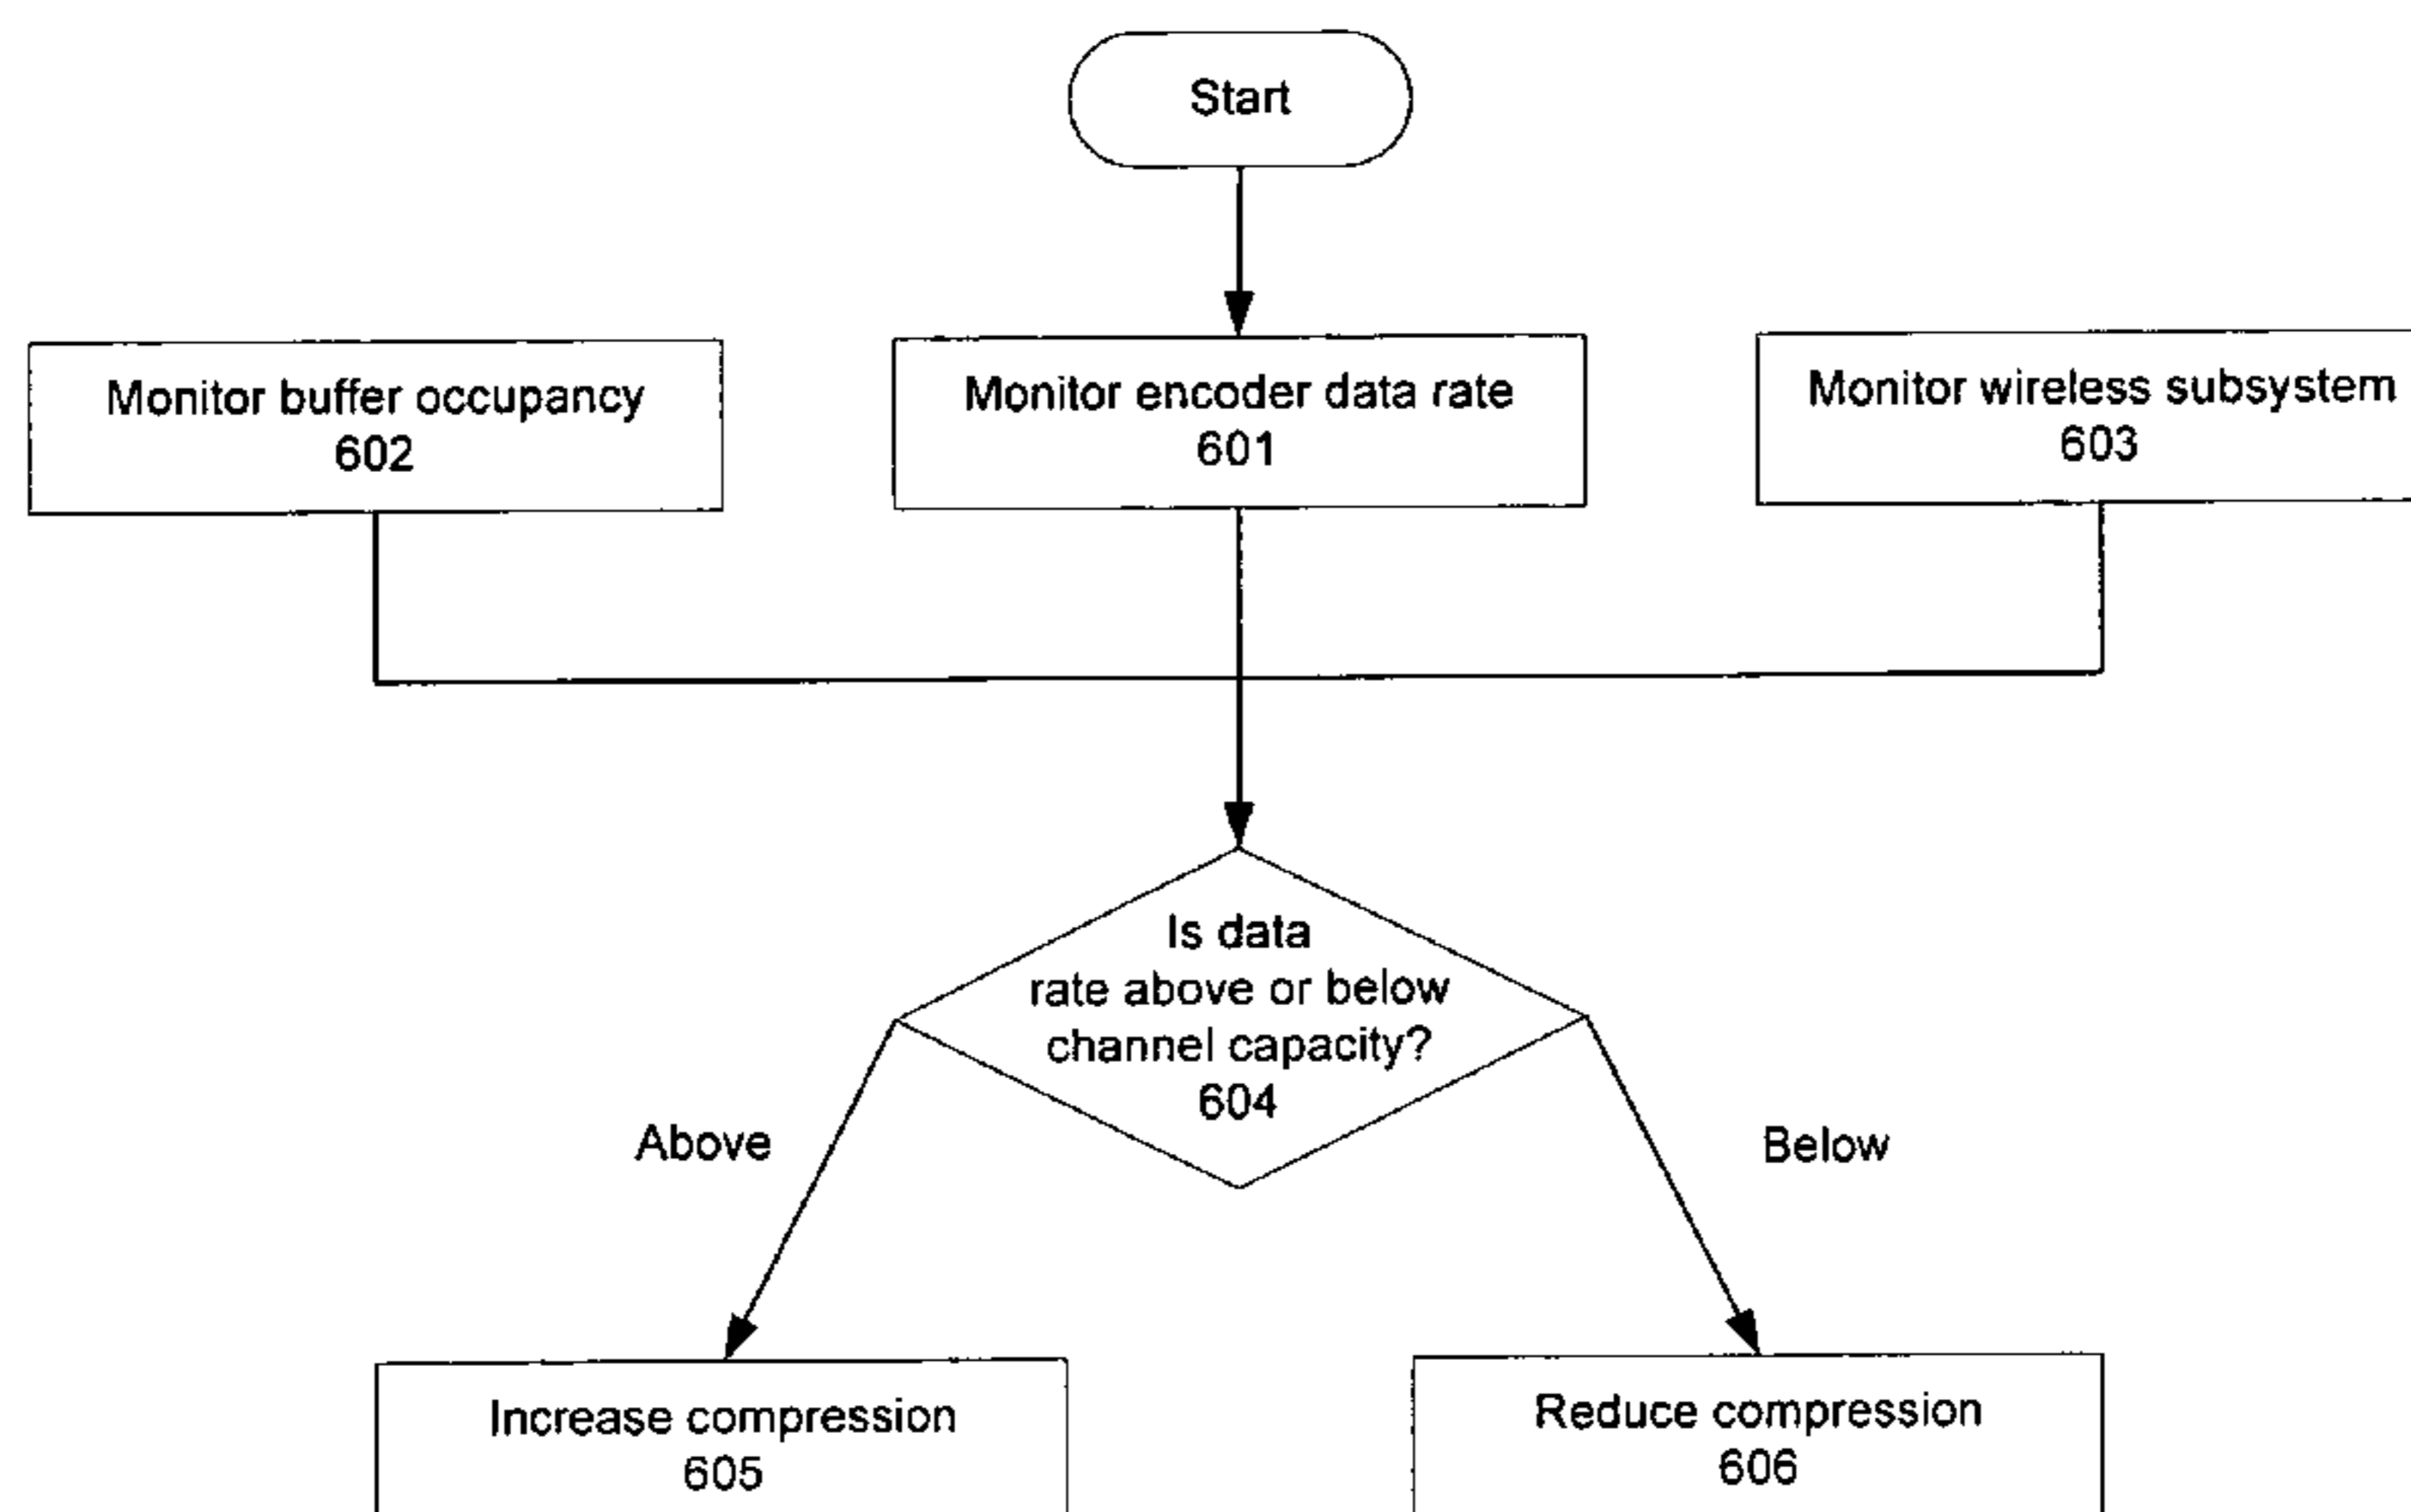 Start
Monitor buffer occupancy
602
Monitor encoder data rate
601
Monitor wireless subsystem
603
Is data
rate above or below
channel capacity?
604
Above
Below
Increase compression
605
Reduce compression
606